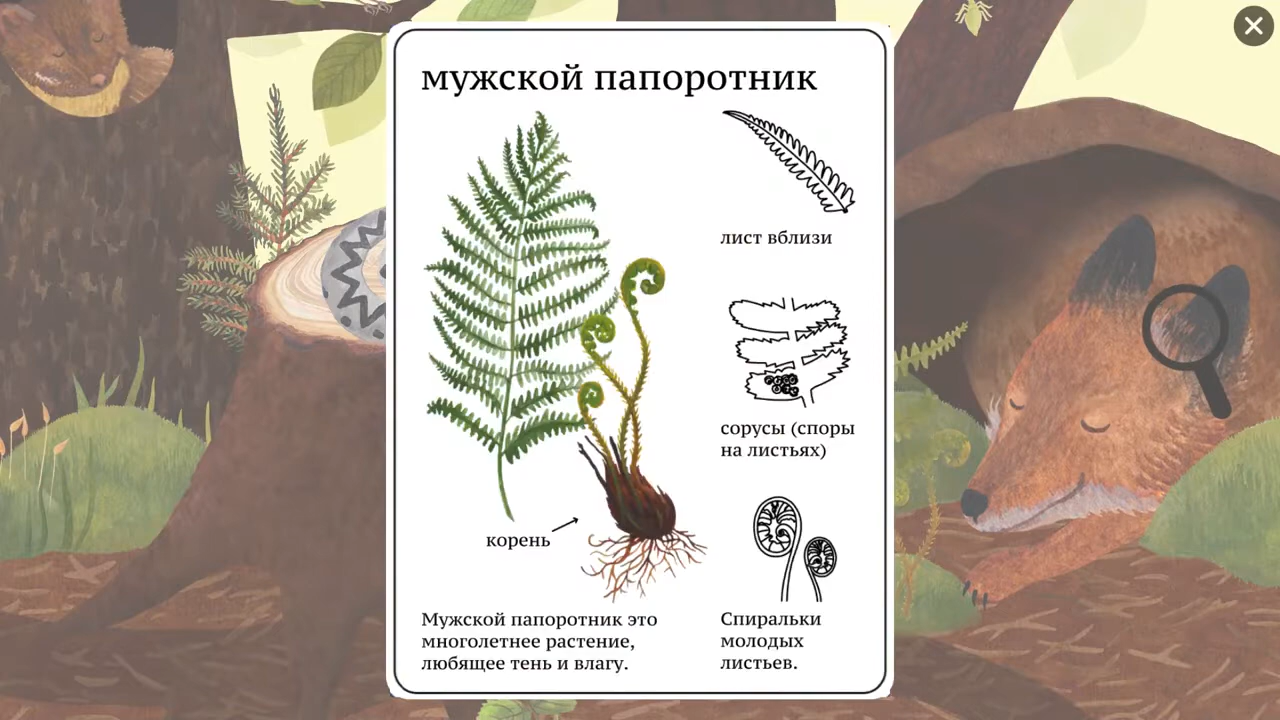 мужской папоротник
лист вблизи
сорусы (споры
на листьях)
корень
Мужской папоротник это
многолетнее растение,
любящее тень и влагу.
Спиральки
молодых
листьев.